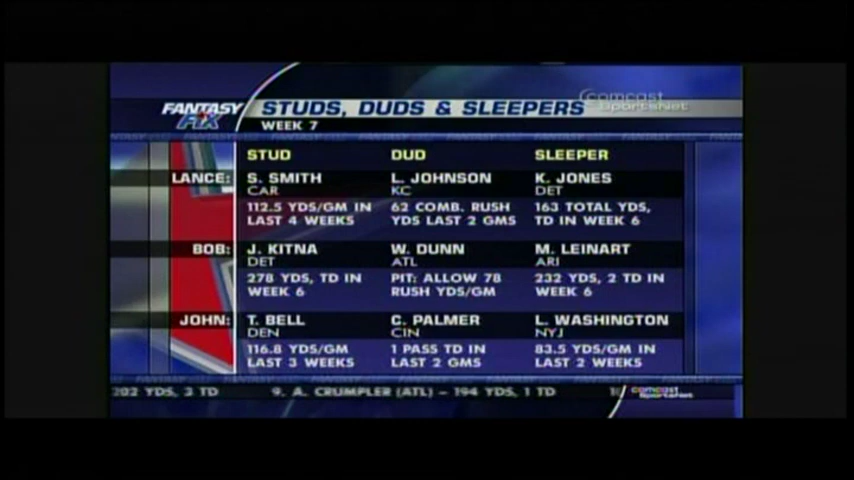 comcast
SportsNet
FANTASY
FIX
STUDS, DUDS & SLEEPERS
WEEK 7
STUD DUD SLEEPER
LANCE: S. SMITH L. JOHNSON K. JONES
CAR KC DET
112.5 YDS/GM IN 62 COMB. RUSH 163 TOTAL YDS,
LAST 4 WEEKS YDS LAST 2 GMS TD IN WEEK 6
BOB: J. KITNA W. DUNN M. LEINART
DET ATL ARI
278 YDS, TD IN PIT: ALLOW 78 232 YDS, 2 TD IN
WEEK 6 RUSH YDS/GM WEEK 6
JOHN: T. BELL C. PALMER L. WASHINGTON
DEN CIN NYJ
116.8 YDS/GM 1 PASS TD IN 83.5 YDS/GM IN
LAST 3 WEEKS LAST 2 GMS LAST 2 WEEKS
202 YDS, 3 TD 9. A. CRUMPLER (ATL) – 194 YDS, 1 TD
comcast
SportsNet